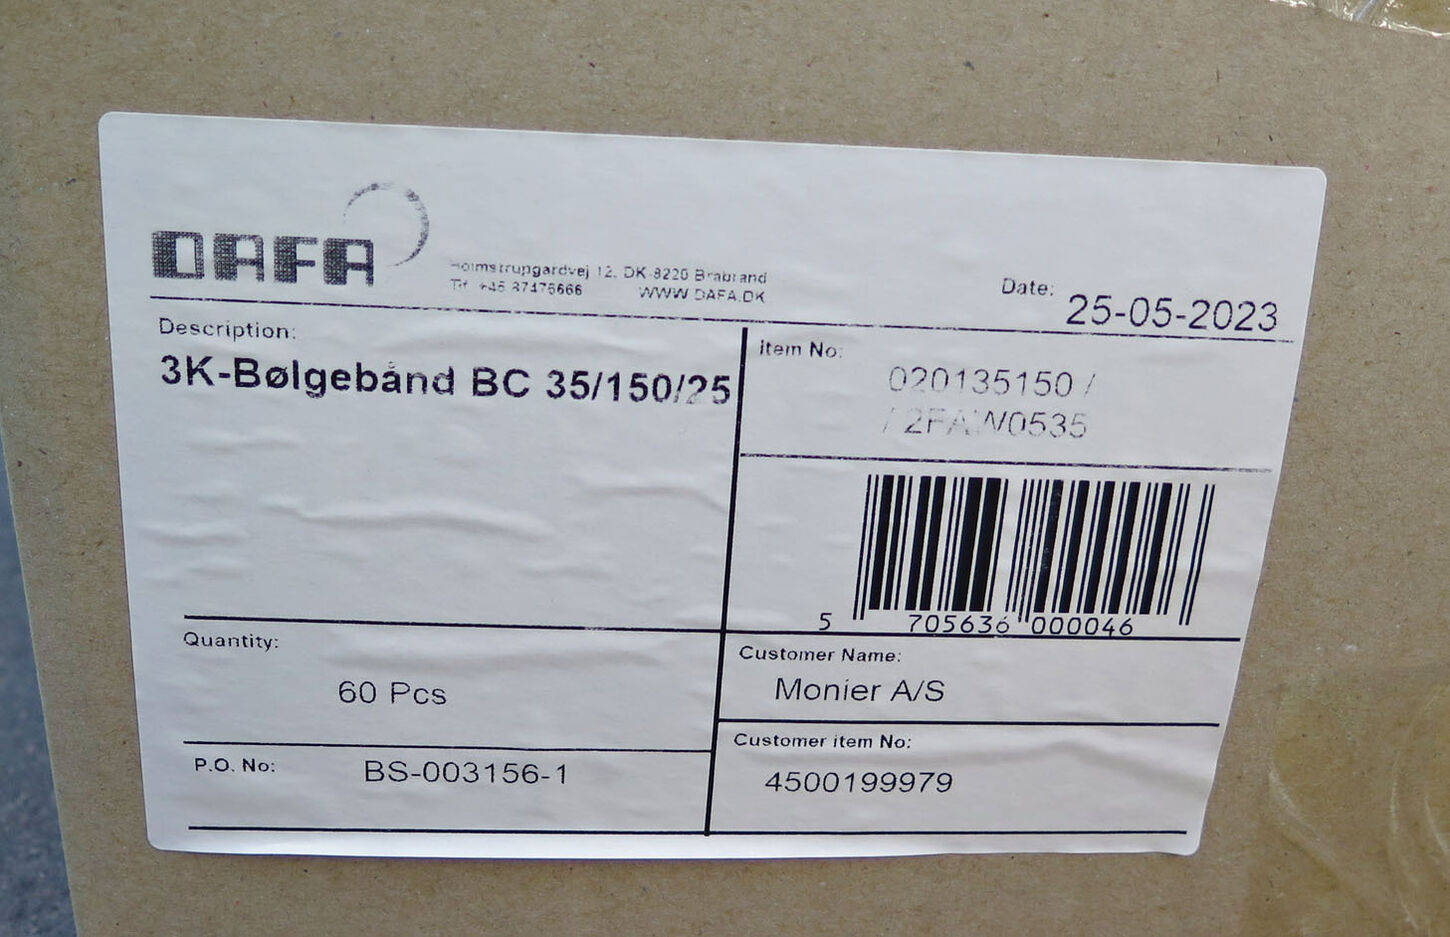 DAFA
Holmstrupgardvej 12, DK-8220 Brabrand
Tlf. +45 87476666 WWW.DAFA.DK
Date: 25-05-2023
Description:
3K-Bølgebånd BC 35/150/25
Item No:
020135150 /
/ 2FAW0535
5 705636 000046
Quantity:
60 Pcs
Customer Name:
Monier A/S
P.O. No: BS-003156-1
Customer item No:
4500199979